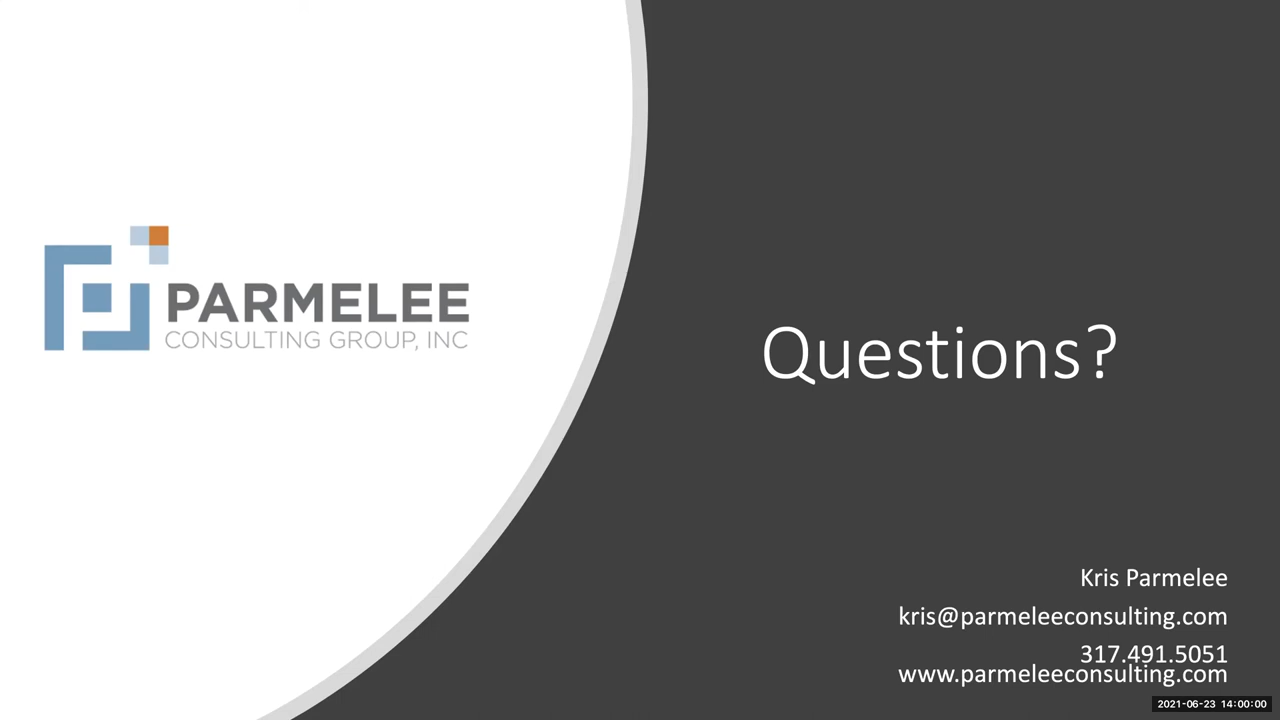 PARMELEE
CONSULTING GROUP, INC
Questions?
Kris Parmelee
kris@parmeleeconsulting.com
317.491.5051
www.parmeleeconsulting.com
2021-06-23 14:00:00